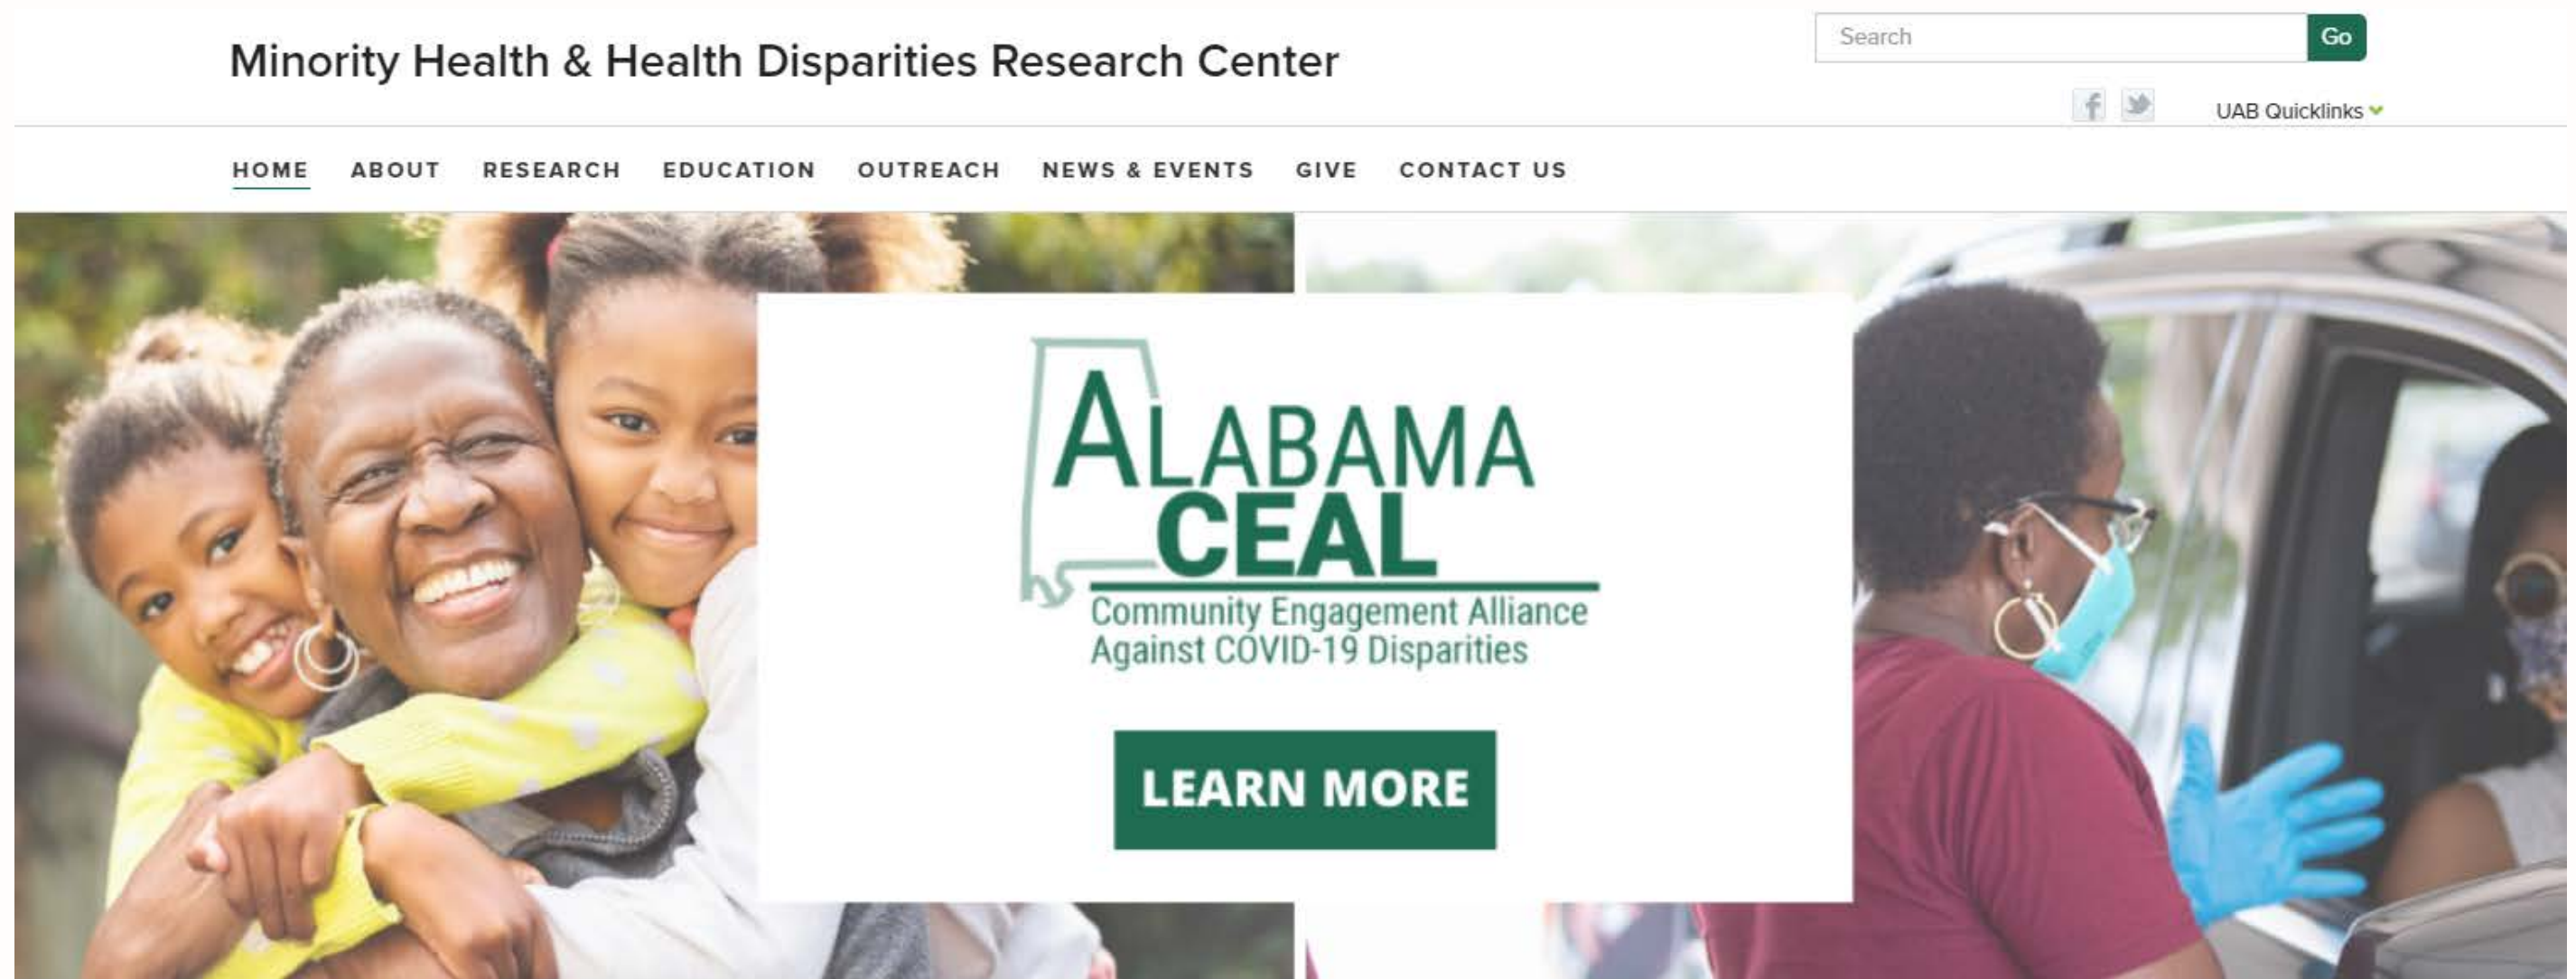 Minority Health & Health Disparities Research Center
Search
Go
f
UAB Quicklinks
HOME ABOUT RESEARCH EDUCATION OUTREACH NEWS & EVENTS GIVE CONTACT US
ALABAMA
CEAL
Community Engagement Alliance
Against COVID-19 Disparities
LEARN MORE